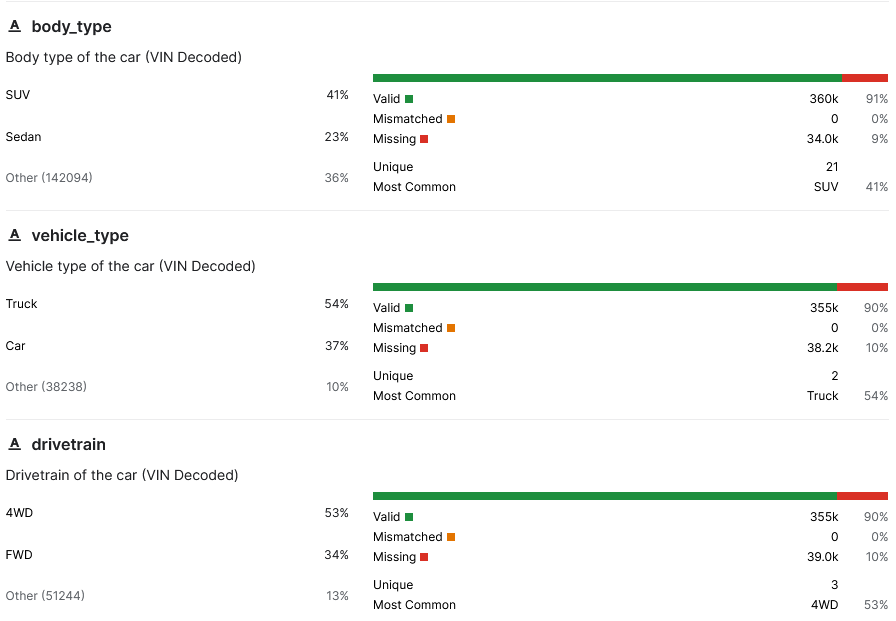 A body_type
Body type of the car (VIN Decoded)
SUV 41%
Sedan 23%
Other (142094) 36%
Valid 360k 91%
Mismatched 0 0%
Missing 34.0k 9%
Unique 21
Most Common SUV 41%
A vehicle_type
Vehicle type of the car (VIN Decoded)
Truck 54%
Car 37%
Other (38238) 10%
Valid 355k 90%
Mismatched 0 0%
Missing 38.2k 10%
Unique 2
Most Common Truck 54%
A drivetrain
Drivetrain of the car (VIN Decoded)
4WD 53%
FWD 34%
Other (51244) 13%
Valid 355k 90%
Mismatched 0 0%
Missing 39.0k 10%
Unique 3
Most Common 4WD 53%